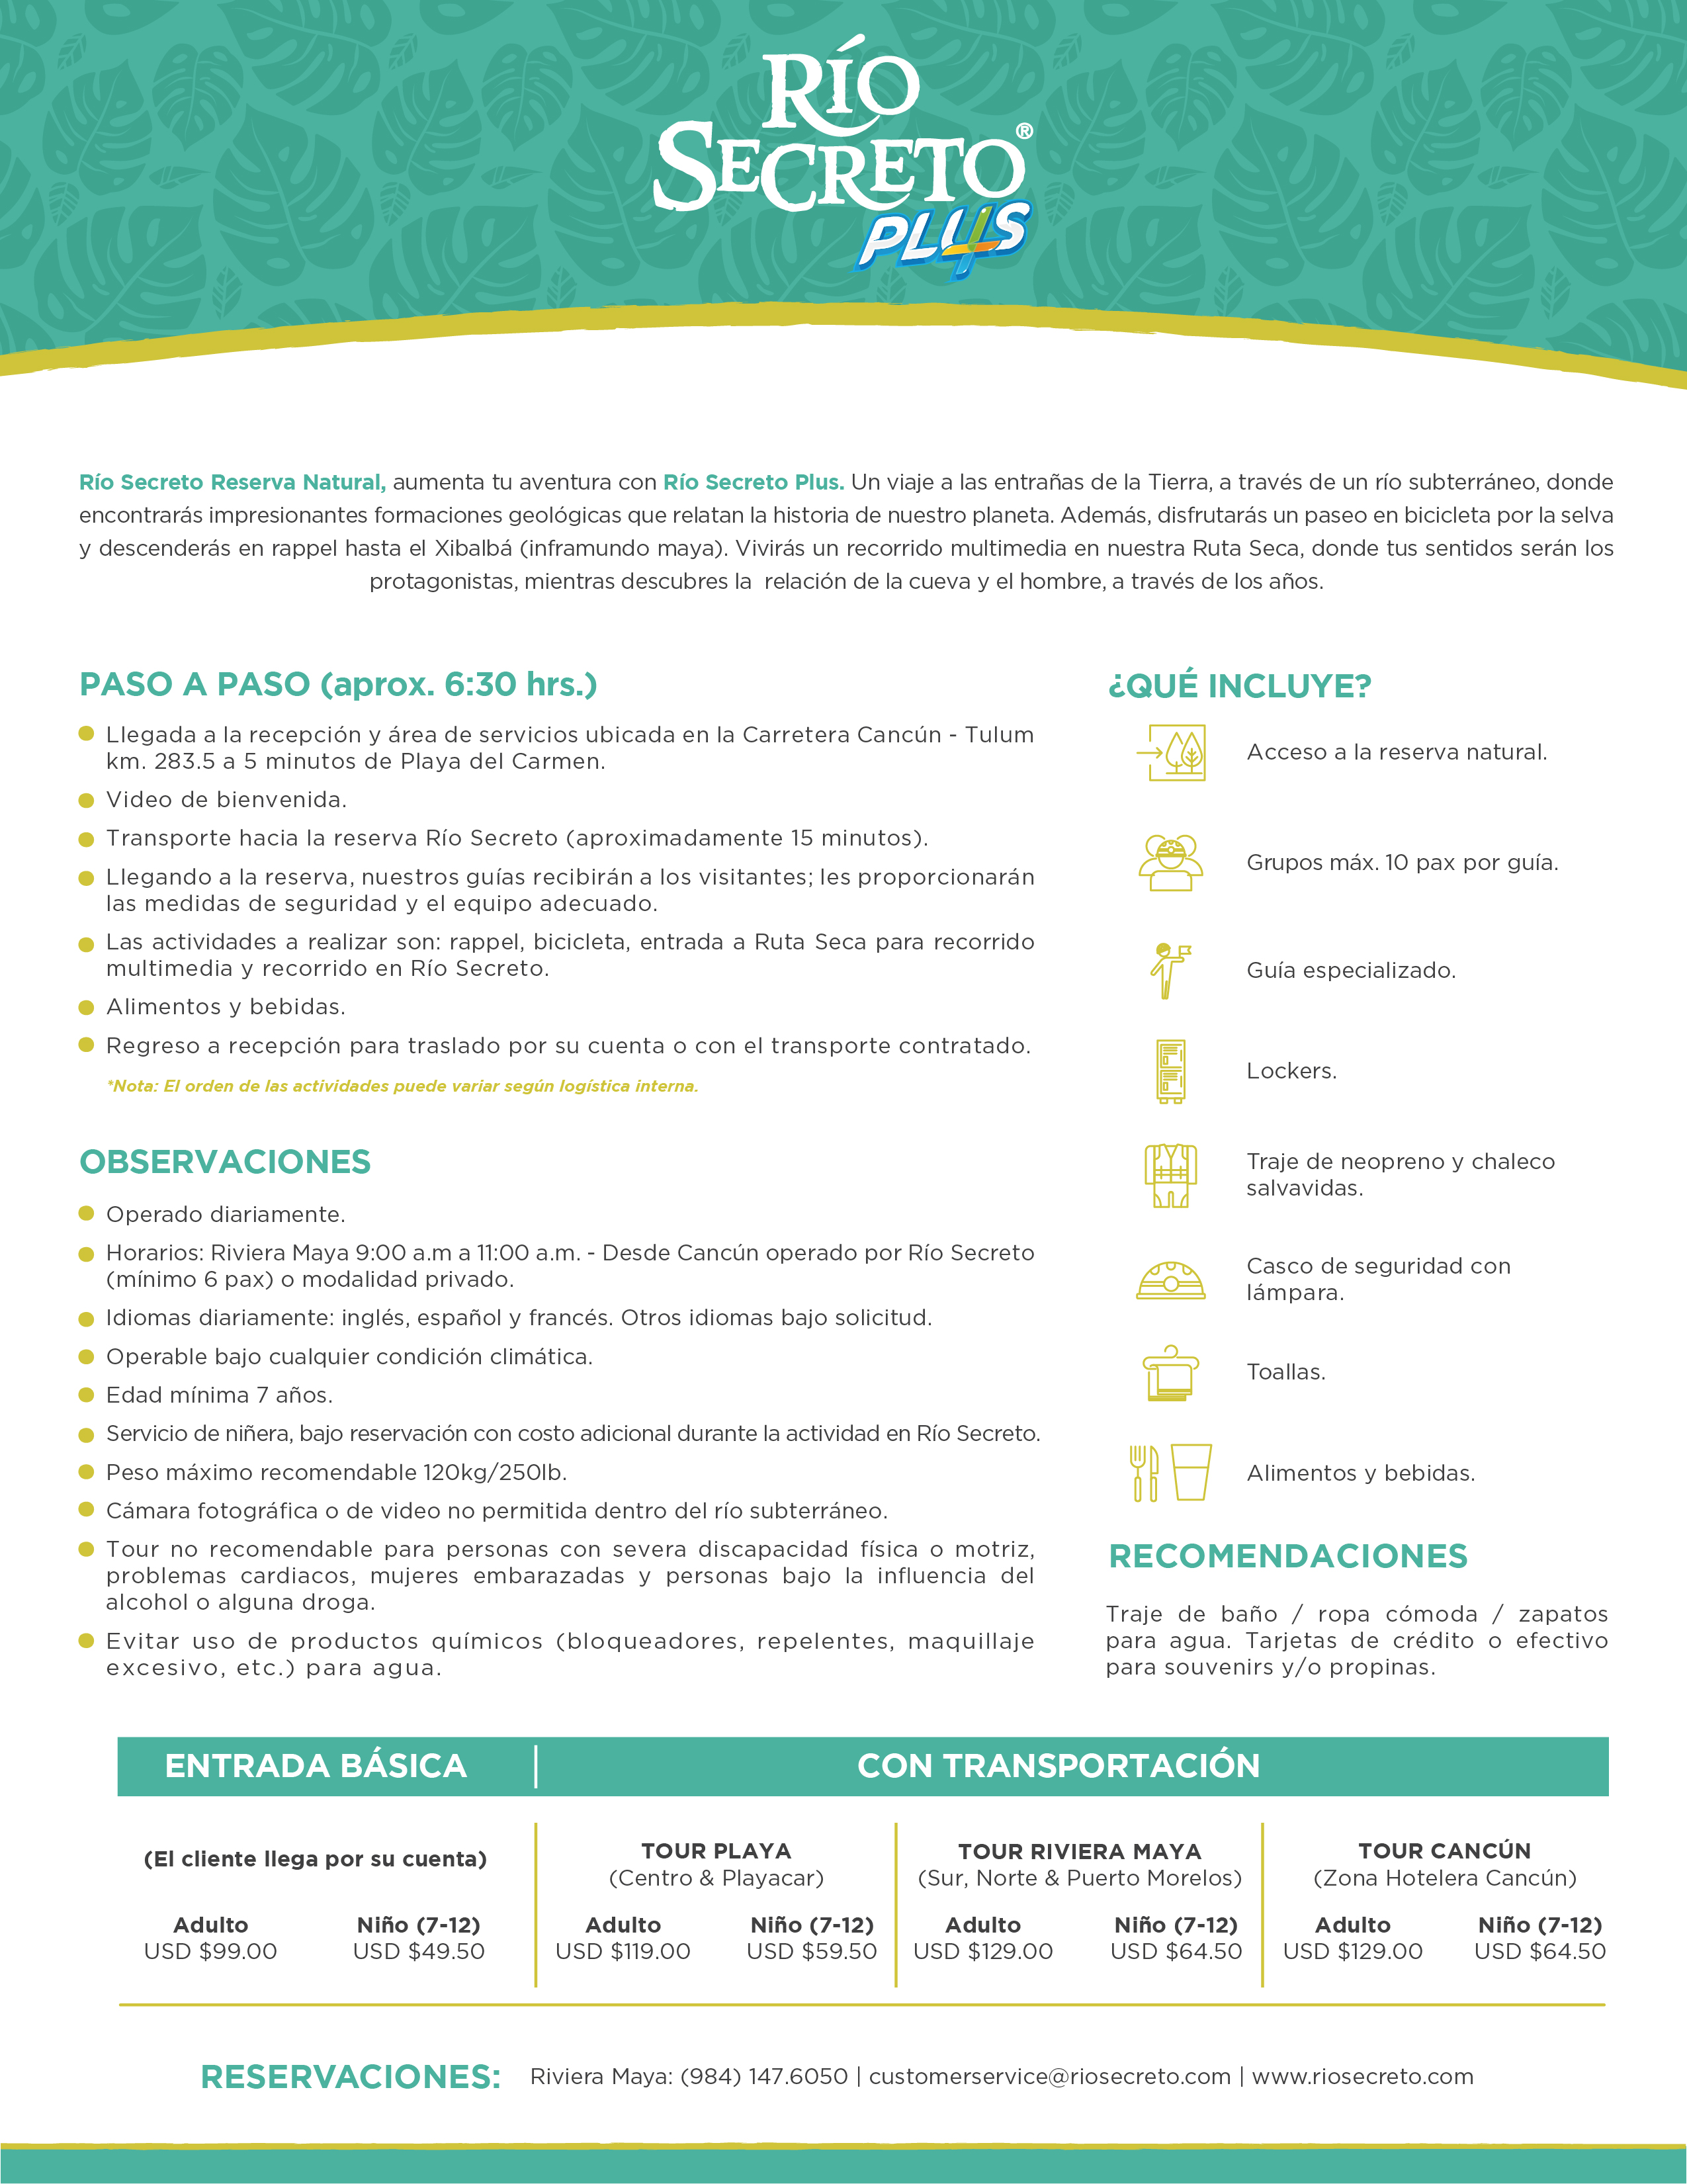 RÍO
SECRETO®
PLUS
Río Secreto Reserva Natural, aumenta tu aventura con Río Secreto Plus. Un viaje a las entrañas de la Tierra, a través de un río subterráneo, donde
encontrarás impresionantes formaciones geológicas que relatan la historia de nuestro planeta. Además, disfrutarás un paseo en bicicleta por la selva
y descenderás en rappel hasta el Xibalbá (inframundo maya). Vivirás un recorrido multimedia en nuestra Ruta Seca, donde tus sentidos serán los
protagonistas, mientras descubres la relación de la cueva y el hombre, a través de los años.
PASO A PASO (aprox. 6:30 hrs.)
Llegada a la recepción y área de servicios ubicada en la Carretera Cancún - Tulum
km. 283.5 a 5 minutos de Playa del Carmen.
Video de bienvenida.
Transporte hacia la reserva Río Secreto (aproximadamente 15 minutos).
Llegando a la reserva, nuestros guías recibirán a los visitantes; les proporcionarán
las medidas de seguridad y el equipo adecuado.
Las actividades a realizar son: rappel, bicicleta, entrada a Ruta Seca para recorrido
multimedia y recorrido en Río Secreto.
Alimentos y bebidas.
Regreso a recepción para traslado por su cuenta o con el transporte contratado.
*Nota: El orden de las actividades puede variar según logística interna.
OBSERVACIONES
Operado diariamente.
Horarios: Riviera Maya 9:00 a.m a 11:00 a.m. - Desde Cancún operado por Río Secreto
(mínimo 6 pax) o modalidad privado.
Idiomas diariamente: inglés, español y francés. Otros idiomas bajo solicitud.
Operable bajo cualquier condición climática.
Edad mínima 7 años.
Servicio de niñera, bajo reservación con costo adicional durante la actividad en Río Secreto.
Peso máximo recomendable 120kg/250lb.
Cámara fotográfica o de video no permitida dentro del río subterráneo.
Tour no recomendable para personas con severa discapacidad física o motriz,
problemas cardiacos, mujeres embarazadas y personas bajo la influencia del
alcohol o alguna droga.
Evitar uso de productos químicos (bloqueadores, repelentes, maquillaje
excesivo, etc.) para agua.
¿QUÉ INCLUYE?
Acceso a la reserva natural.
Grupos máx. 10 pax por guía.
Guía especializado.
Lockers.
Traje de neopreno y chaleco
salvavidas.
Casco de seguridad con
lámpara.
Toallas.
Alimentos y bebidas.
RECOMENDACIONES
Traje de baño / ropa cómoda / zapatos
para agua. Tarjetas de crédito o efectivo
para souvenirs y/o propinas.
ENTRADA BÁSICA | CON TRANSPORTACIÓN
(El cliente llega por su cuenta)
Adulto Niño (7-12)
USD $99.00 USD $49.50
TOUR PLAYA
(Centro & Playacar)
Adulto Niño (7-12)
USD $119.00 USD $59.50
TOUR RIVIERA MAYA
(Sur, Norte & Puerto Morelos)
Adulto Niño (7-12)
USD $129.00 USD $64.50
TOUR CANCÚN
(Zona Hotelera Cancún)
Adulto Niño (7-12)
USD $129.00 USD $64.50
RESERVACIONES: Riviera Maya: (984) 147.6050 | customerservice@riosecreto.com | www.riosecreto.com